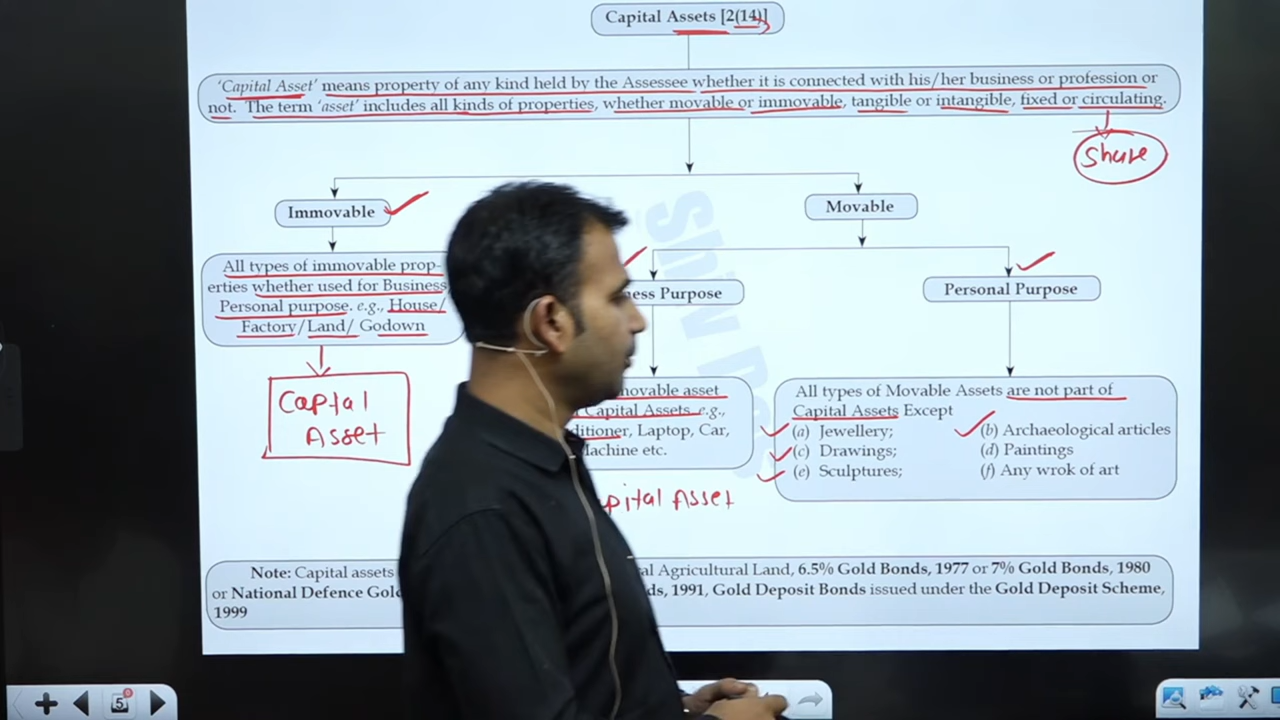 Capital Assets [2(14)]
'Capital Asset' means property of any kind held by the Assessee whether it is connected with his/her business or profession or
not. The term 'asset' includes all kinds of properties, whether movable or immovable, tangible or intangible, fixed or circulating.
Share
Immovable
Movable
All types of immovable prop-
erties whether used for Business
Personal purpose. e.g., House/
Factory/Land/ Godown
Capital
Asset
ess Purpose
Personal Purpose
ovable asset
Capital Assets e.g.,
ditioner, Laptop, Car,
achine etc.
pital Asset
All types of Movable Assets are not part of
Capital Assets Except
(a) Jewellery; (b) Archaeological articles
(c) Drawings; (d) Paintings
(e) Sculptures; (f) Any wrok of art
Note: Capital assets al Agricultural Land, 6.5% Gold Bonds, 1977 or 7% Gold Bonds, 1980
or National Defence Gol ds, 1991, Gold Deposit Bonds issued under the Gold Deposit Scheme,
1999
5